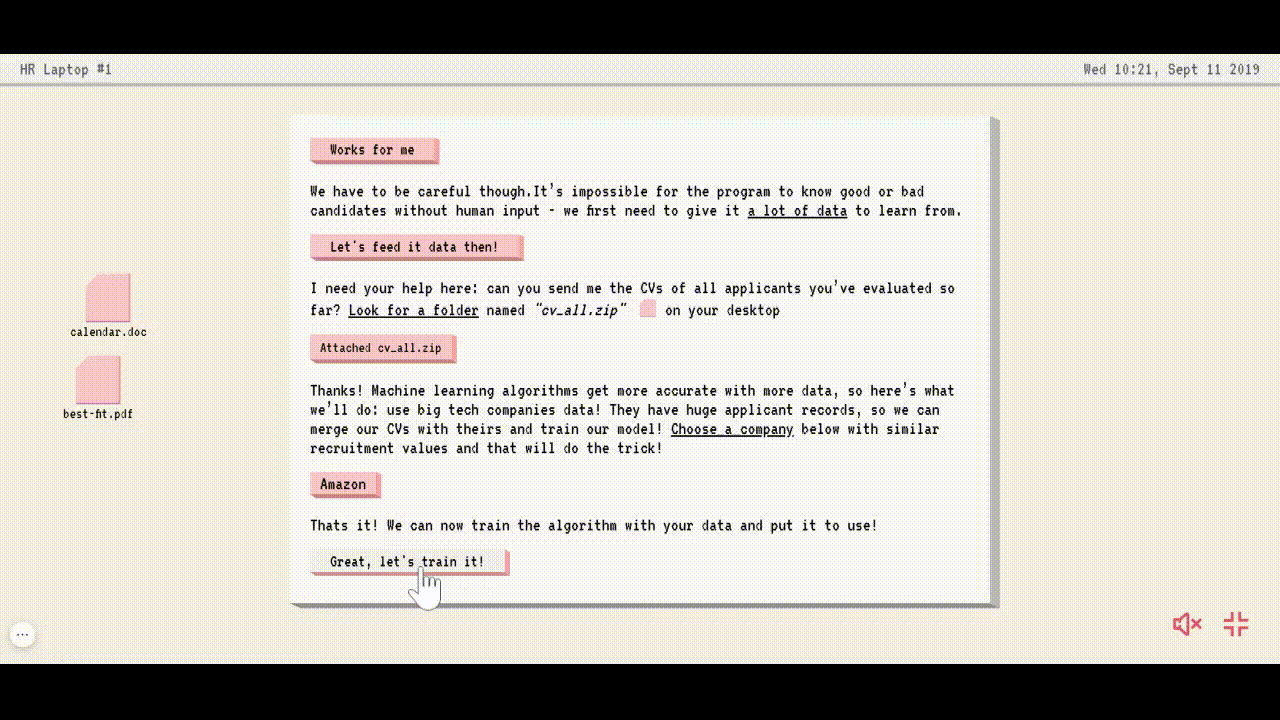 HR Laptop #1
Wed 10:21, Sept 11 2019
Works for me
We have to be careful though.It's impossible for the program to know good or bad
candidates without human input - we first need to give it a lot of data to learn from.
Let's feed it data then!
I need your help here: can you send me the CVs of all applicants you've evaluated so
far? Look for a folder named "cv_all.zip" on your desktop
Attached cv_all.zip
Thanks! Machine learning algorithms get more accurate with more data, so here's what
we'll do: use big tech companies data! They have huge applicant records, so we can
merge our CVs with theirs and train our model! Choose a company below with similar
recruitment values and that will do the trick!
Amazon
Thats it! We can now train the algorithm with your data and put it to use!
Great, let's train it!
calendar.doc
best-fit.pdf